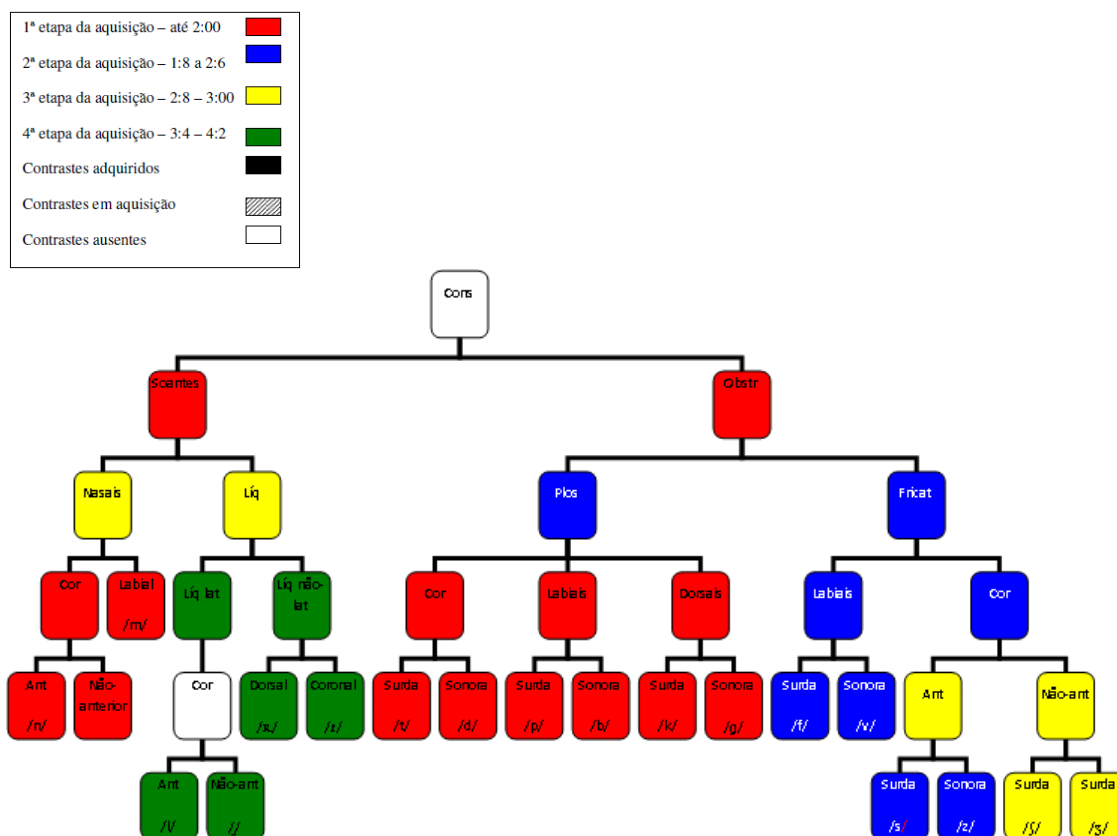 1ª etapa da aquisição – até 2:00
2ª etapa da aquisição – 1:8 a 2:6
3ª etapa da aquisição – 2:8 – 3:00
4ª etapa da aquisição – 3:4 – 4:2
Contrastes adquiridos
Contrastes em aquisição
Contrastes ausentes
Cons
Soantes
Obstr
Nasais
Líq
Plos
Fricat
Cor
Labial
/m/
Líq lat
Líq não-
lat
Cor
Labiais
Dorsais
Labiais
Cor
Ant
/n/
Não-
anterior
Cor
Dorsal
Coronal
/ɾ/
Surda
/t/
Sonora
/d/
Surda
/p/
Sonora
/b/
Surda
/k/
Sonora
/g/
Surda
/f/
Sonora
/v/
Ant
Não-ant
Ant
/l/
Não-ant
Surda
/s/
Sonora
/z/
Surda
/ʃ/
Surda
/ʒ/